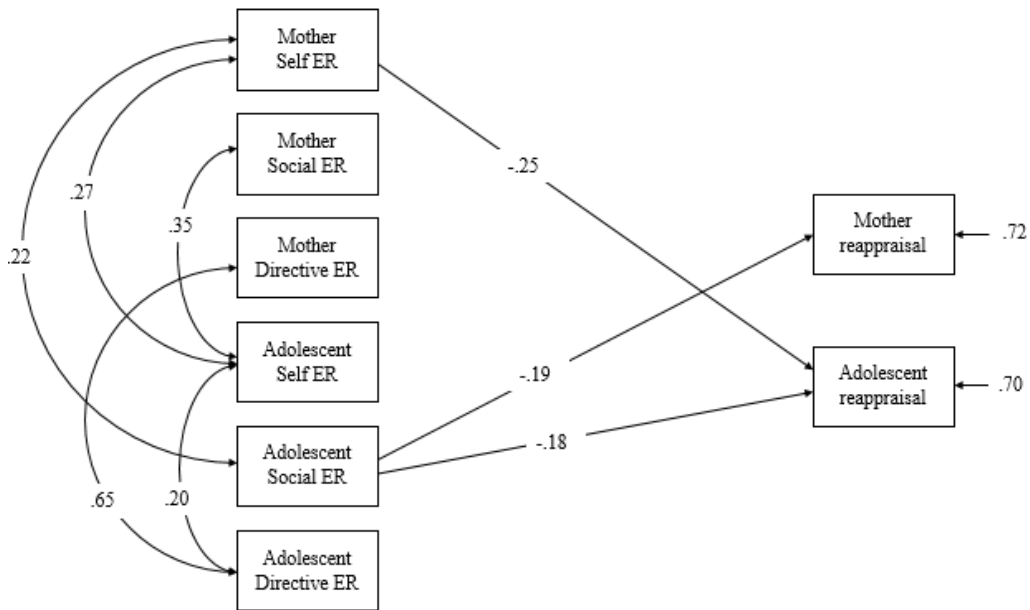 Mother
Self ER
Mother
Social ER
-.25
.27
Mother
reappraisal
.35
.72
Mother
Directive ER
.22
Adolescent
Self ER
-.19
Adolescent
reappraisal
.70
Adolescent
Social ER
-.18
.65
.20
Adolescent
Directive ER